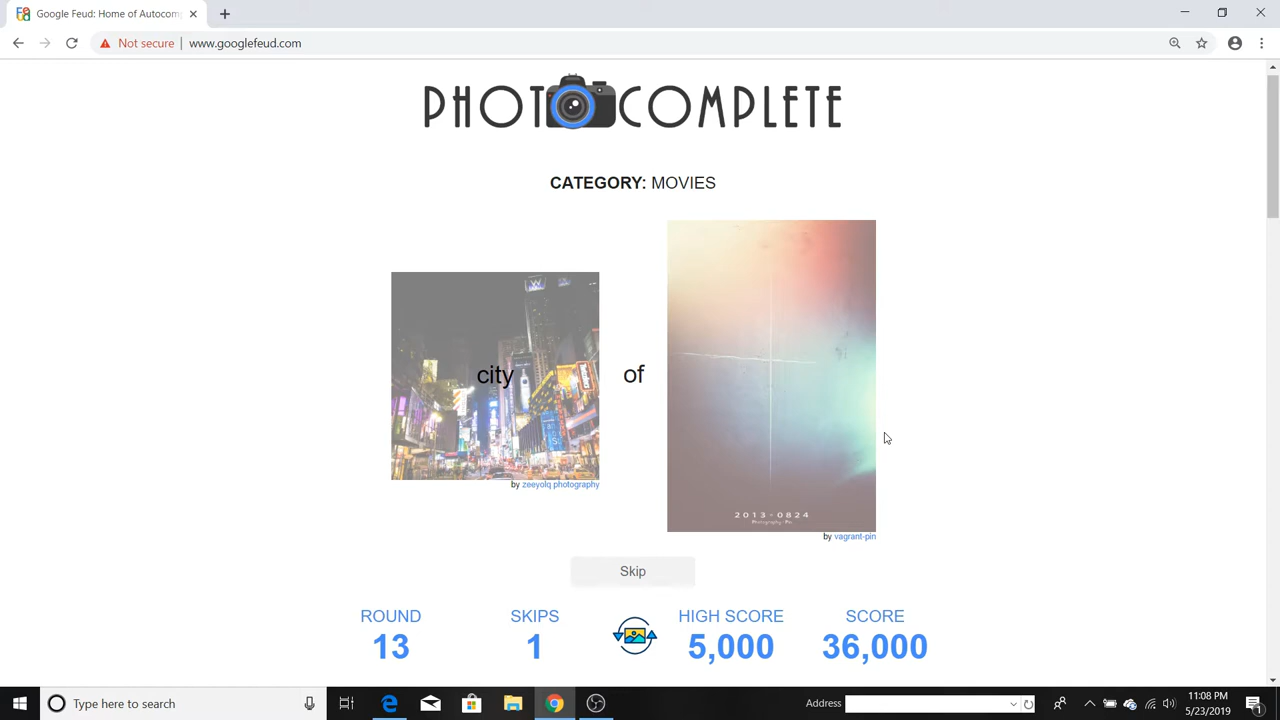 Google Feud: Home of Autocomp
Not secure | www.googlefeud.com
PHOTOCOMPLETE
CATEGORY: MOVIES
city of
2013-0824
by zeeyolq photography
by vagrant-pin
Skip
ROUND SKIPS HIGH SCORE SCORE
13 1 5,000 36,000
Type here to search
Address
11:08 PM
5/23/2019